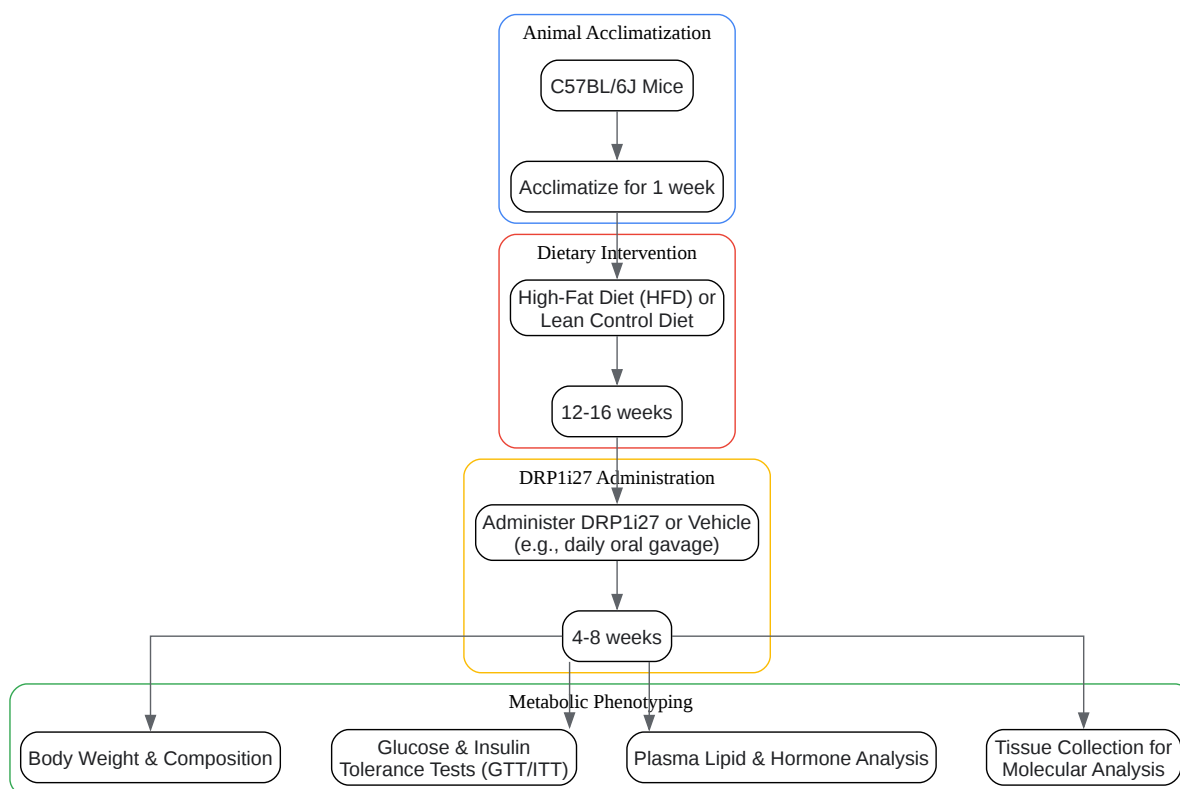 Animal Acclimatization
C57BL/6J Mice
Acclimatize for 1 week
Dietary Intervention
High-Fat Diet (HFD) or
Lean Control Diet
12-16 weeks
DRP1i27 Administration
Administer DRP1i27 or Vehicle
(e.g., daily oral gavage)
4-8 weeks
Metabolic Phenotyping
Body Weight & Composition
Glucose & Insulin
Tolerance Tests (GTT/ITT)
Plasma Lipid & Hormone Analysis
Tissue Collection for
Molecular Analysis